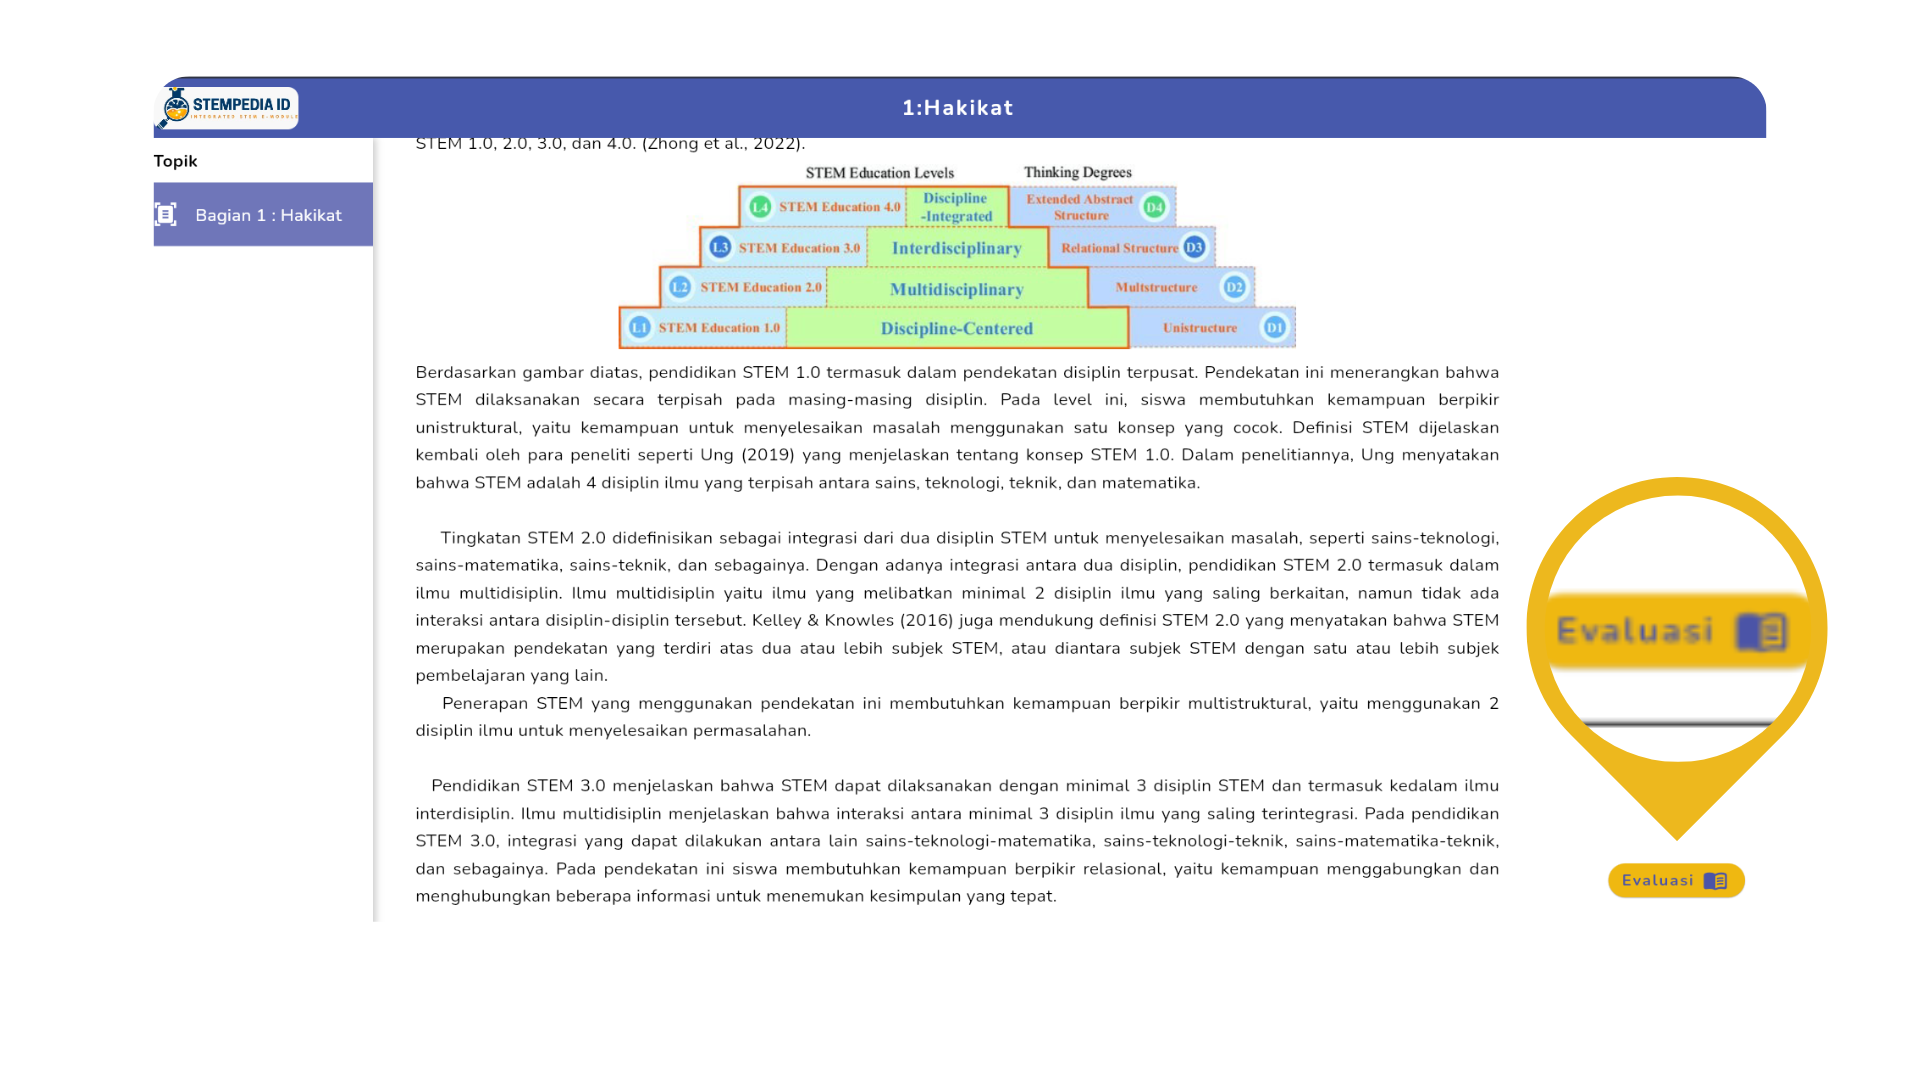 STEMPEDIA ID
INTEGRATED STEM E-MODULE
1:Hakikat
Topik
Bagian 1 : Hakikat
STEM 1.0, 2.0, 3.0, dan 4.0. (Zhong et al., 2022).
STEM Education Levels Thinking Degrees
L4 STEM Education 4.0 Discipline -Integrated Extended Abstract Structure D4
L3 STEM Education 3.0 Interdisciplinary Relational Structure D3
L2 STEM Education 2.0 Multidisciplinary Multstructure D2
L1 STEM Education 1.0 Discipline-Centered Unistructure D1
Berdasarkan gambar diatas, pendidikan STEM 1.0 termasuk dalam pendekatan disiplin terpusat. Pendekatan ini menerangkan bahwa
STEM dilaksanakan secara terpisah pada masing-masing disiplin. Pada level ini, siswa membutuhkan kemampuan berpikir
unistruktural, yaitu kemampuan untuk menyelesaikan masalah menggunakan satu konsep yang cocok. Definisi STEM dijelaskan
kembali oleh para peneliti seperti Ung (2019) yang menjelaskan tentang konsep STEM 1.0. Dalam penelitiannya, Ung menyatakan
bahwa STEM adalah 4 disiplin ilmu yang terpisah antara sains, teknologi, teknik, dan matematika.
Tingkatan STEM 2.0 didefinisikan sebagai integrasi dari dua disiplin STEM untuk menyelesaikan masalah, seperti sains-teknologi,
sains-matematika, sains-teknik, dan sebagainya. Dengan adanya integrasi antara dua disiplin, pendidikan STEM 2.0 termasuk dalam
ilmu multidisiplin. Ilmu multidisiplin yaitu ilmu yang melibatkan minimal 2 disiplin ilmu yang saling berkaitan, namun tidak ada
interaksi antara disiplin-disiplin tersebut. Kelley & Knowles (2016) juga mendukung definisi STEM 2.0 yang menyatakan bahwa STEM
merupakan pendekatan yang terdiri atas dua atau lebih subjek STEM, atau diantara subjek STEM dengan satu atau lebih subjek
pembelajaran yang lain.
Penerapan STEM yang menggunakan pendekatan ini membutuhkan kemampuan berpikir multistruktural, yaitu menggunakan 2
disiplin ilmu untuk menyelesaikan permasalahan.
Pendidikan STEM 3.0 menjelaskan bahwa STEM dapat dilaksanakan dengan minimal 3 disiplin STEM dan termasuk kedalam ilmu
interdisiplin. Ilmu multidisiplin menjelaskan bahwa interaksi antara minimal 3 disiplin ilmu yang saling terintegrasi. Pada pendidikan
STEM 3.0, integrasi yang dapat dilakukan antara lain sains-teknologi-matematika, sains-teknologi-teknik, sains-matematika-teknik,
dan sebagainya. Pada pendekatan ini siswa membutuhkan kemampuan berpikir relasional, yaitu kemampuan menggabungkan dan
menghubungkan beberapa informasi untuk menemukan kesimpulan yang tepat.
Evaluasi
Evaluasi